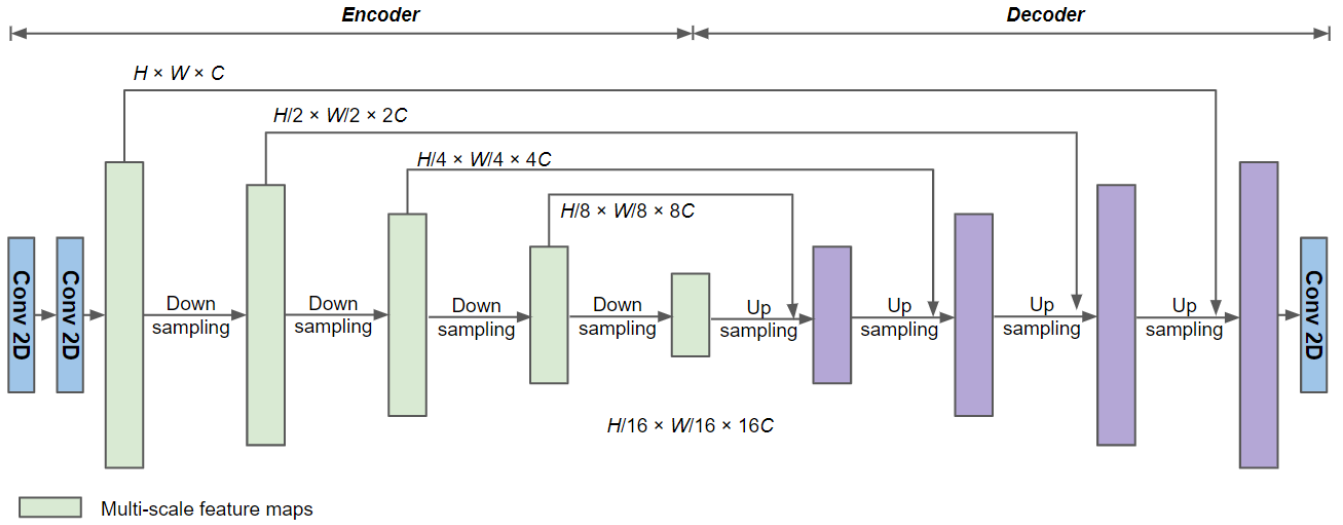 Encoder
Decoder
H × W × C
H/2 × W/2 × 2C
H/4 × W/4 × 4C
H/8 × W/8 × 8C
Conv 2D
Conv 2D
Down
sampling
Down
sampling
Down
sampling
Down
sampling
Up
sampling
Up
sampling
Up
sampling
Up
sampling
Conv 2D
H/16 × W/16 × 16C
Multi-scale feature maps